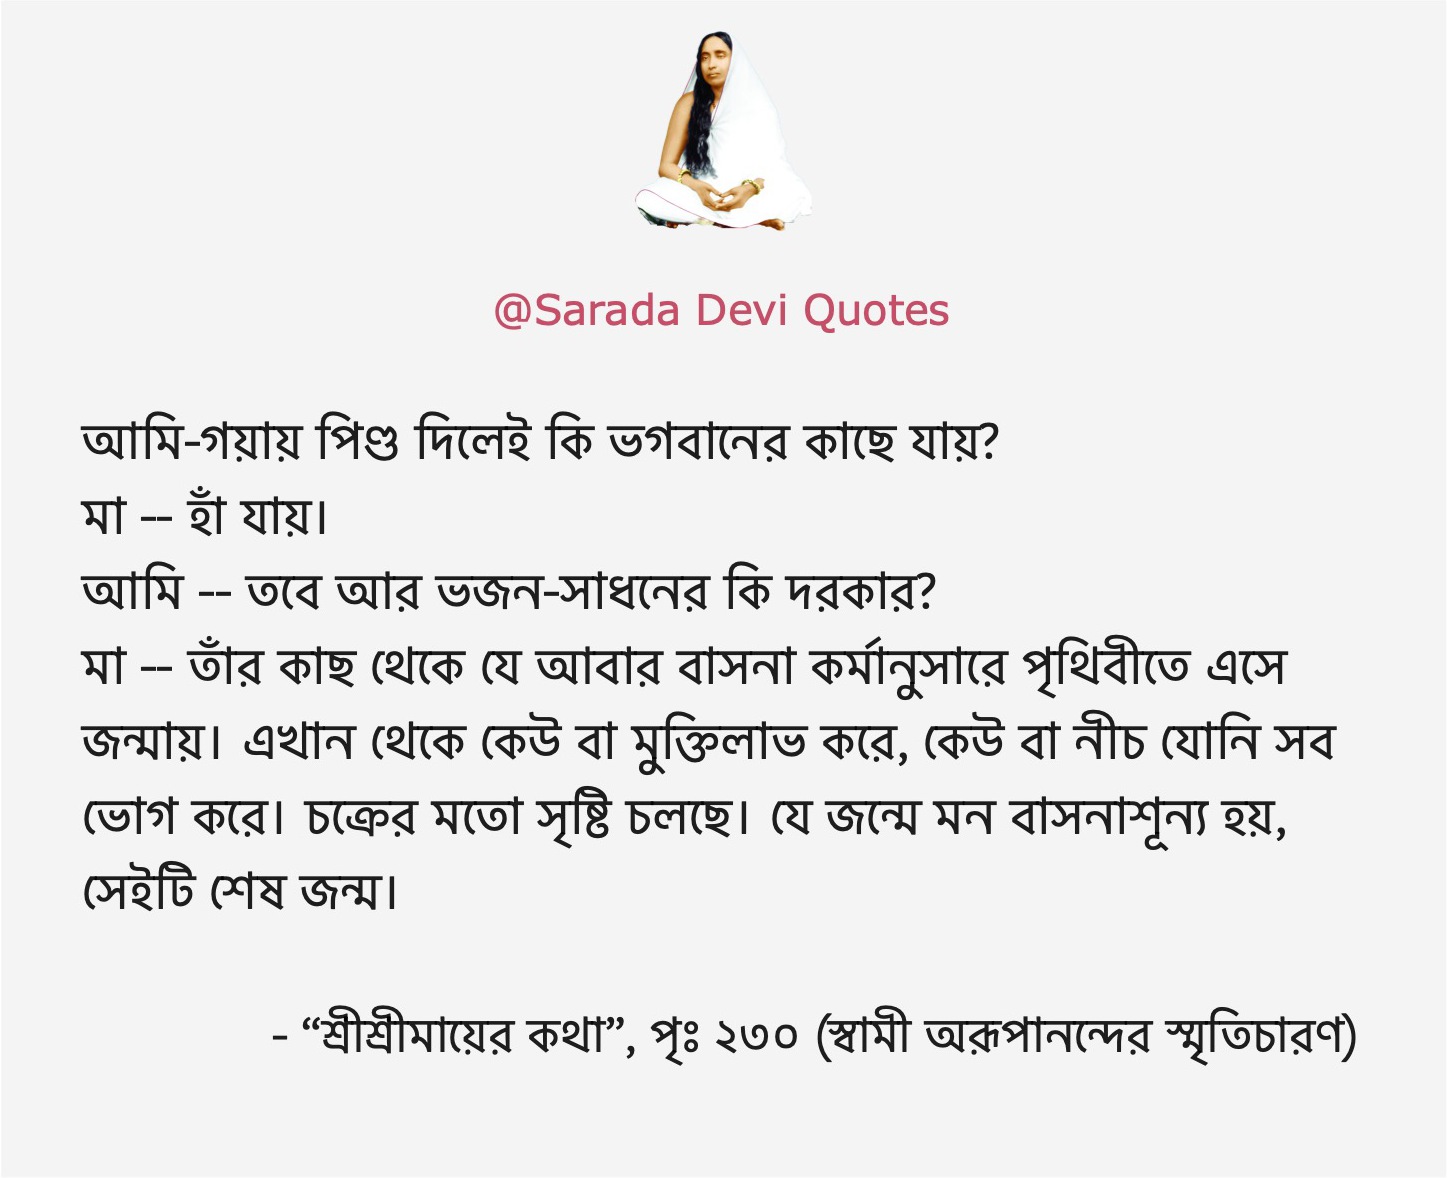 @Sarada Devi Quotes
আমি-গয়ায় পিণ্ড দিলেই কি ভগবানের কাছে যায়?
মা -- হাঁ যায়।
আমি -- তবে আর ভজন-সাধনের কি দরকার?
মা -- তাঁর কাছ থেকে যে আবার বাসনা কর্মানুসারে পৃথিবীতে এসে
জন্মায়। এখান থেকে কেউ বা মুক্তিলাভ করে, কেউ বা নীচ যোনি সব
ভোগ করে। চক্রের মতো সৃষ্টি চলছে। যে জন্মে মন বাসনাশূন্য হয়,
সেইটি শেষ জন্ম।
- “শ্রীশ্রীমায়ের কথা”, পৃঃ ২৩০ (স্বামী অরূপানন্দের স্মৃতিচারণ)